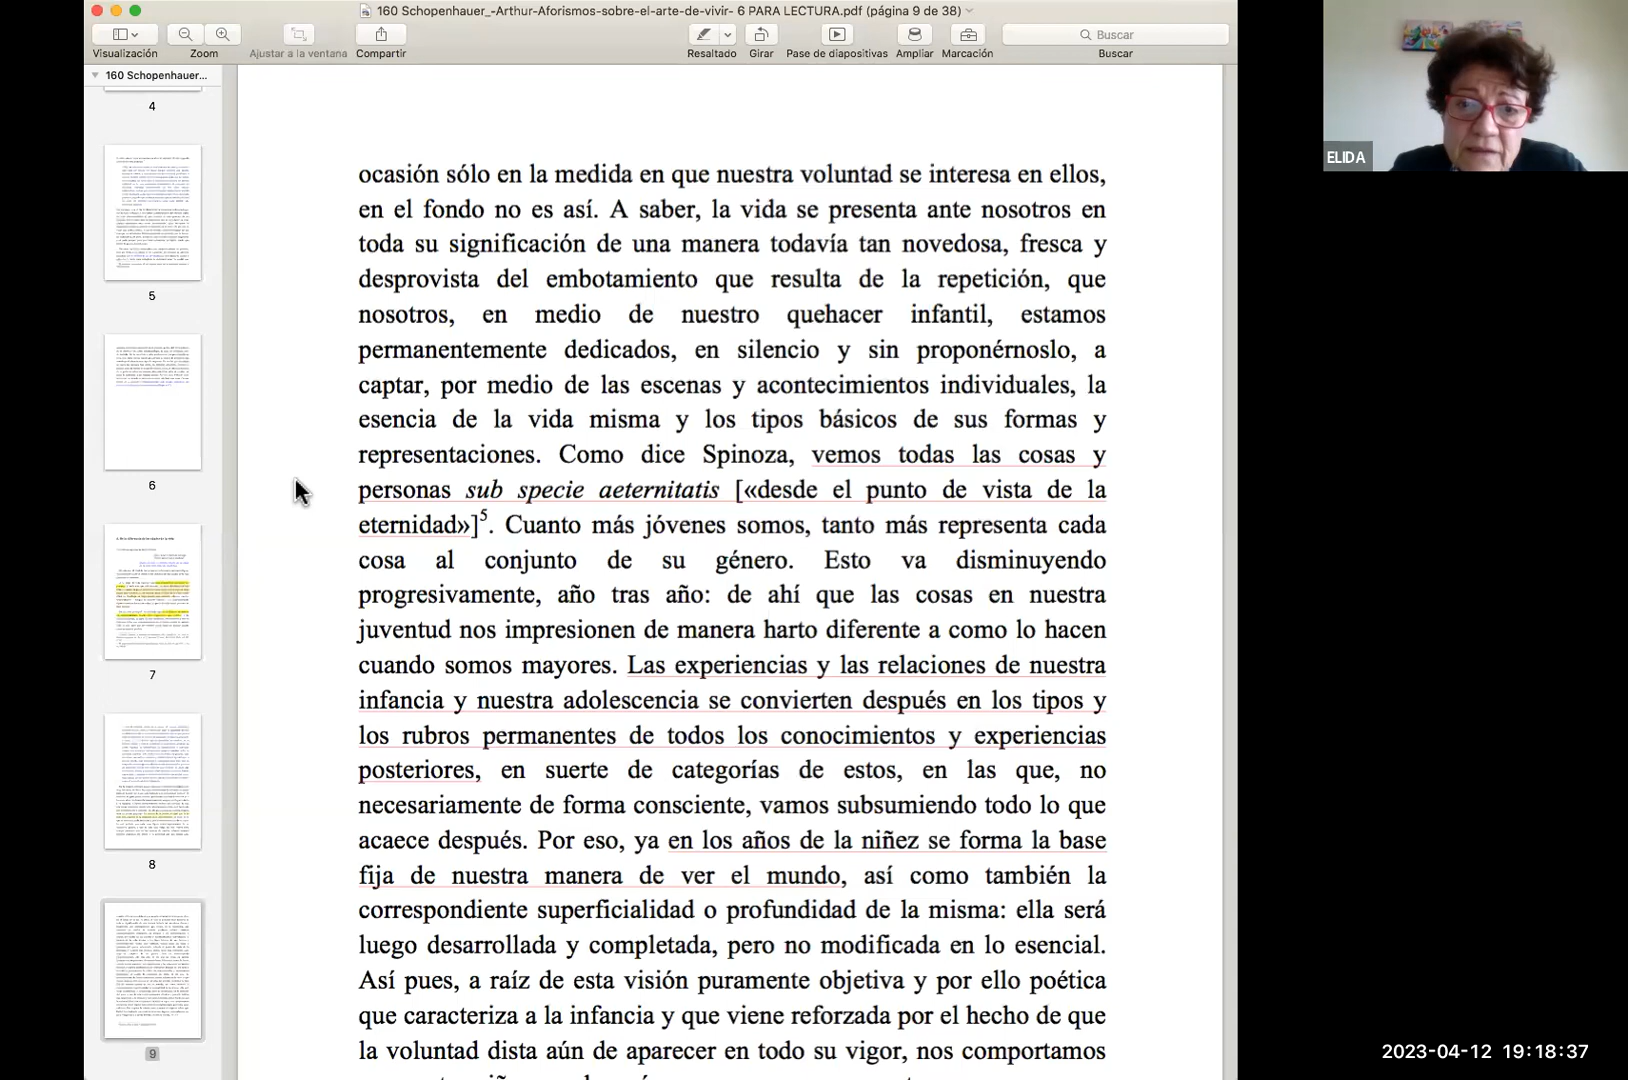 160 Schopenhauer_-Arthur-Aforismos-sobre-el-arte-de-vivir- 6 PARA LECTURA.pdf (página 9 de 38)
Visualización
Zoom
Ajustar a la ventana
Compartir
Resaltado
Girar
Pase de diapositivas
Ampliar
Marcación
Buscar
Buscar
160 Schopenhauer...
4
5
6
7
8
9
ocasión sólo en la medida en que nuestra voluntad se interesa en ellos,
en el fondo no es así. A saber, la vida se presenta ante nosotros en
toda su significación de una manera todavía tan novedosa, fresca y
desprovista del embotamiento que resulta de la repetición, que
nosotros, en medio de nuestro quehacer infantil, estamos
permanentemente dedicados, en silencio y sin proponérnoslo, a
captar, por medio de las escenas y acontecimientos individuales, la
esencia de la vida misma y los tipos básicos de sus formas y
representaciones. Como dice Spinoza, vemos todas las cosas y
personas sub specie aeternitatis [«desde el punto de vista de la
eternidad»]5. Cuanto más jóvenes somos, tanto más representa cada
cosa al conjunto de su género. Esto va disminuyendo
progresivamente, año tras año: de ahí que las cosas en nuestra
juventud nos impresionen de manera harto diferente a como lo hacen
cuando somos mayores. Las experiencias y las relaciones de nuestra
infancia y nuestra adolescencia se convierten después en los tipos y
los rubros permanentes de todos los conocimientos y experiencias
posteriores, en suerte de categorías de estos, en las que, no
necesariamente de forma consciente, vamos subsumiendo todo lo que
acaece después. Por eso, ya en los años de la niñez se forma la base
fija de nuestra manera de ver el mundo, así como también la
correspondiente superficialidad o profundidad de la misma: ella será
luego desarrollada y completada, pero no modificada en lo esencial.
Así pues, a raíz de esta visión puramente objetiva y por ello poética
que caracteriza a la infancia y que viene reforzada por el hecho de que
la voluntad dista aún de aparecer en todo su vigor, nos comportamos
ELIDA
2023-04-12 19:18:37